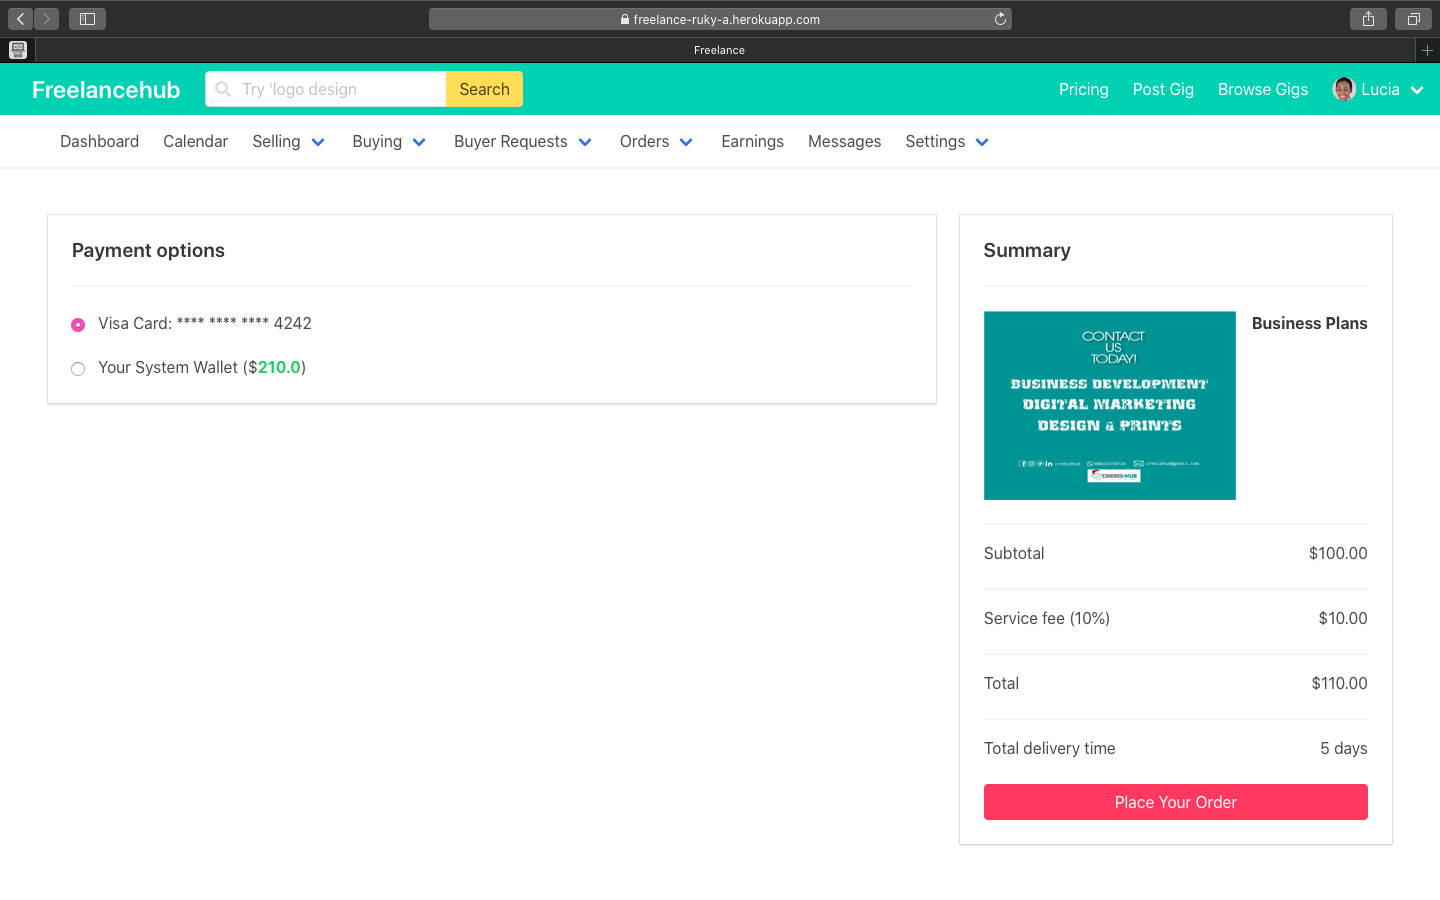 freelance-ruky-a.herokuapp.com
Freelance
Freelancehub
Try 'logo design
Search
Pricing
Post Gig
Browse Gigs
Lucia
Dashboard
Calendar
Selling
Buying
Buyer Requests
Orders
Earnings
Messages
Settings
Payment options
Visa Card: **** **** **** 4242
Your System Wallet ($210.0)
Summary
CONTACT
US
TODAY!
BUSINESS DEVELOPMENT
DIGITAL MARKETING
DESIGN & PRINTS
Business Plans
Subtotal $100.00
Service fee (10%) $10.00
Total $110.00
Total delivery time 5 days
Place Your Order